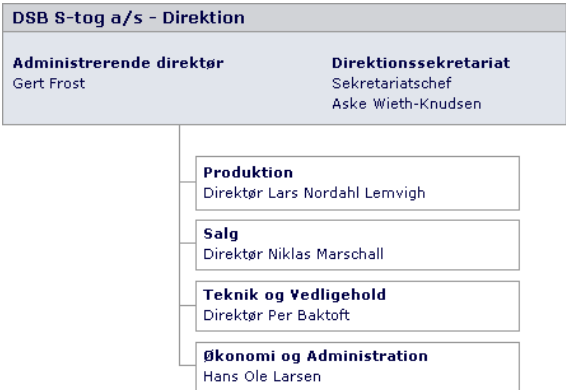 DSB S-tog a/s - Direktion
Administrerende direktør
Gert Frost
Direktionssekretariat
Sekretariatschef
Aske Wieth-Knudsen
Produktion
Direktør Lars Nordahl Lemvigh
Salg
Direktør Niklas Marschall
Teknik og Vedligehold
Direktør Per Baktoft
Økonomi og Administration
Hans Ole Larsen